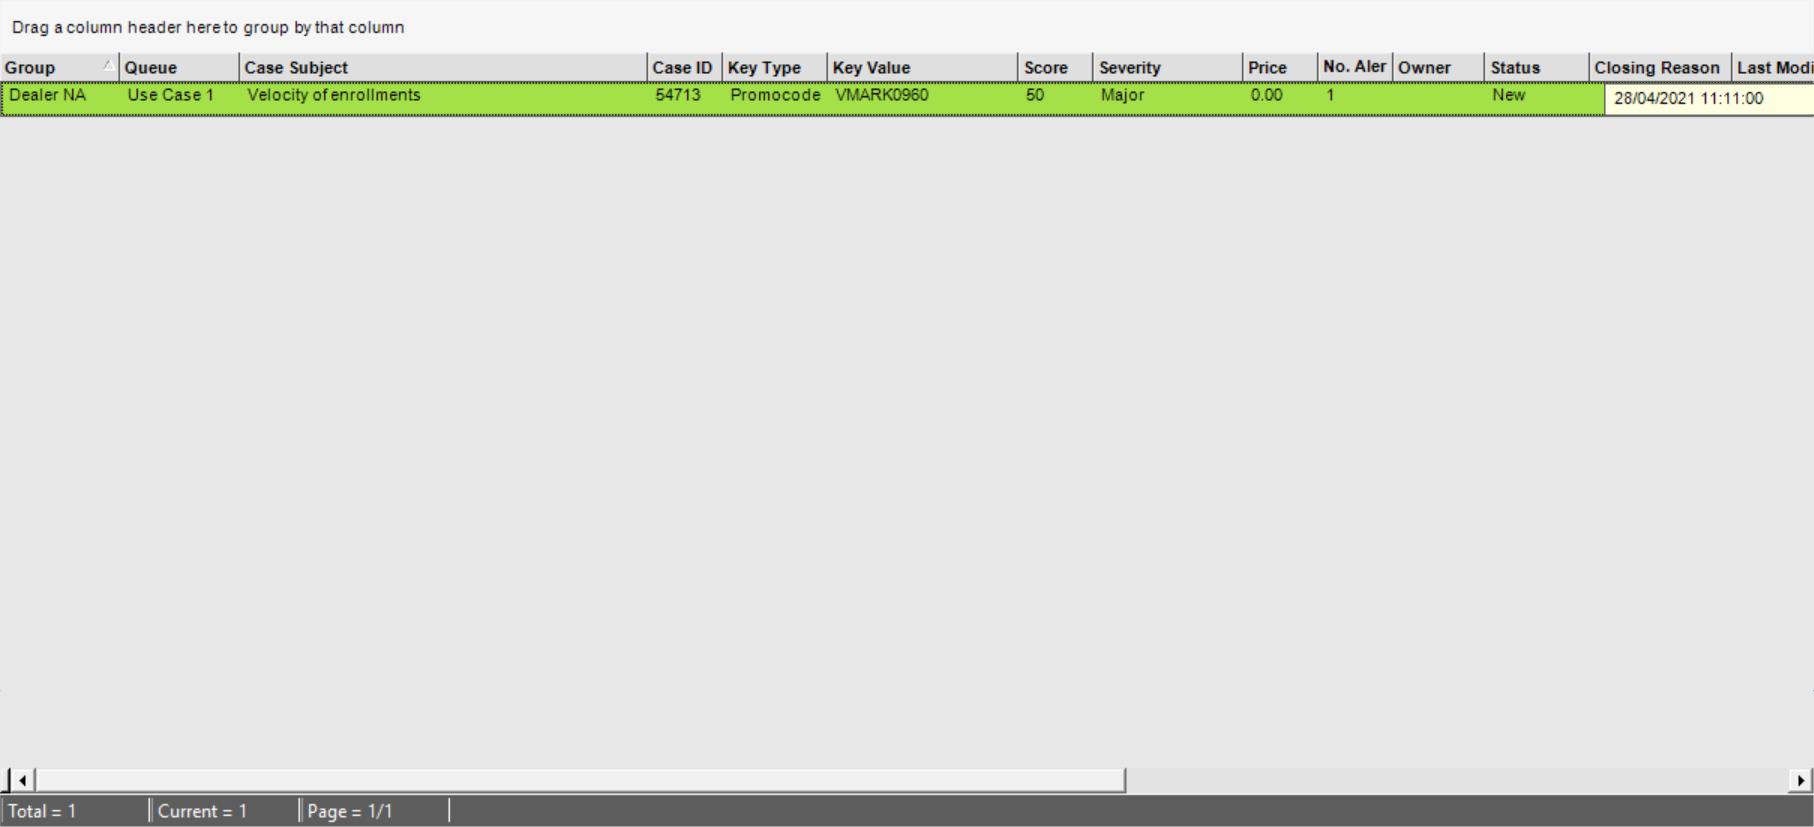 Drag a column header here to group by that column
Group Queue Case Subject Case ID Key Type Key Value Score Severity Price No. Aler Owner Status Closing Reason Last Modi
Dealer NA Use Case 1 Velocity of enrollments 54713 Promocode VMARK0960 50 Major 0.00 1 New 28/04/2021 11:11:00
Total = 1 Current = 1 Page = 1/1